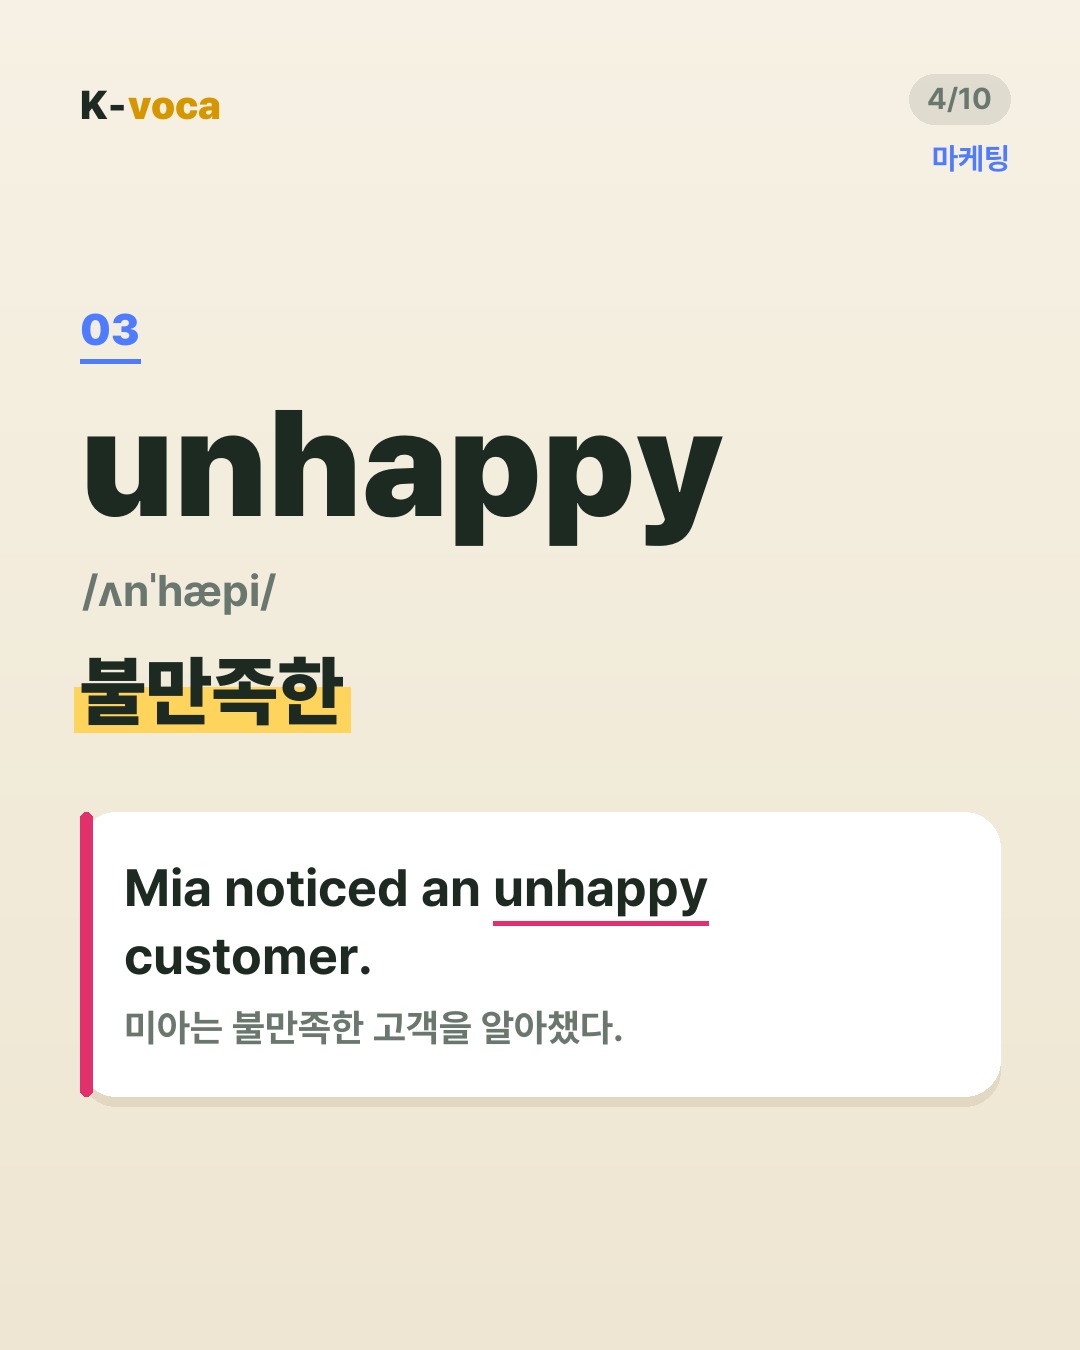 K-voca
4/10
마케팅
03
unhappy
/ʌnˈhæpi/
불만족한
Mia noticed an unhappy
customer.
미아는 불만족한 고객을 알아챘다.